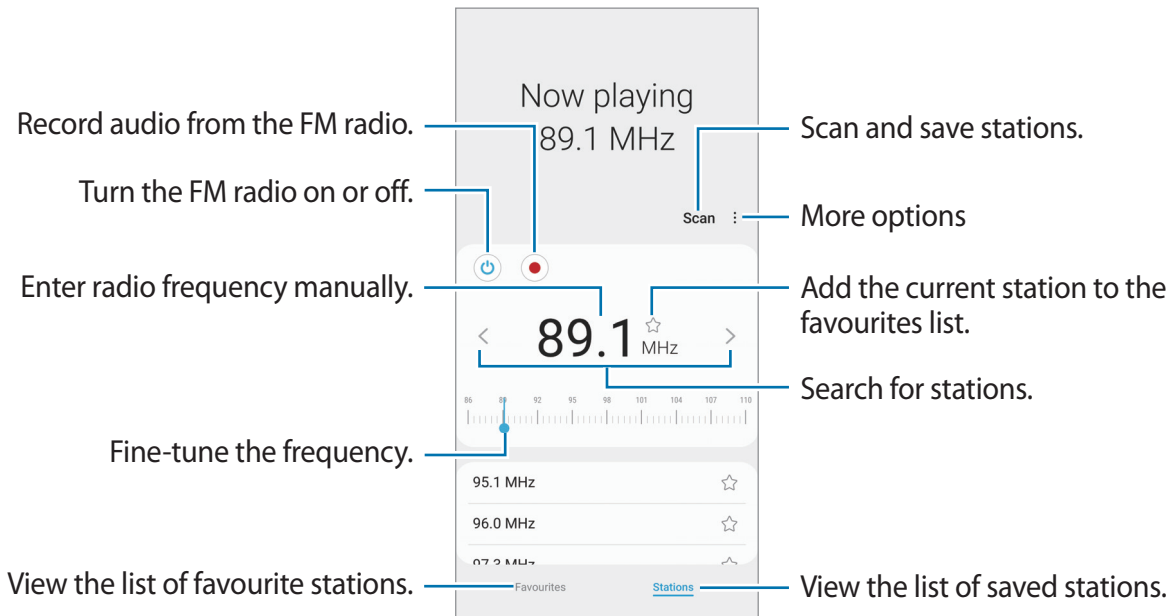 Now playing
89.1 MHz
Record audio from the FM radio.
Scan and save stations.
Turn the FM radio on or off.
Scan
More options
Enter radio frequency manually.
Add the current station to the
favourites list.
89.1 MHz
Search for stations.
86 89 92 95 98 101 104 107 110
Fine-tune the frequency.
95.1 MHz
96.0 MHz
97.3 MHz
View the list of favourite stations.
Favourites
Stations
View the list of saved stations.